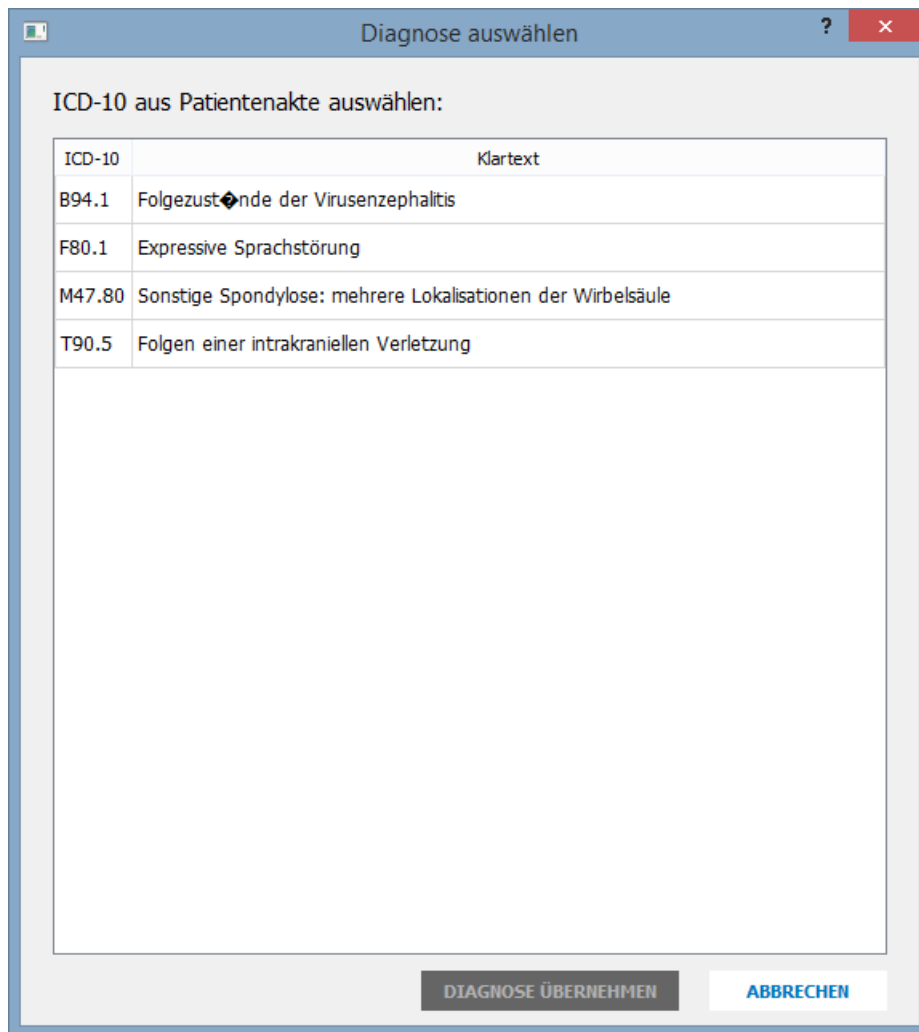 Diagnose auswählen
?
ICD-10 aus Patientenakte auswählen:
ICD-10 Klartext
B94.1 Folgezust�nde der Virusenzephalitis
F80.1 Expressive Sprachstörung
M47.80 Sonstige Spondylose: mehrere Lokalisationen der Wirbelsäule
T90.5 Folgen einer intrakraniellen Verletzung
DIAGNOSE ÜBERNEHMEN ABBRECHEN